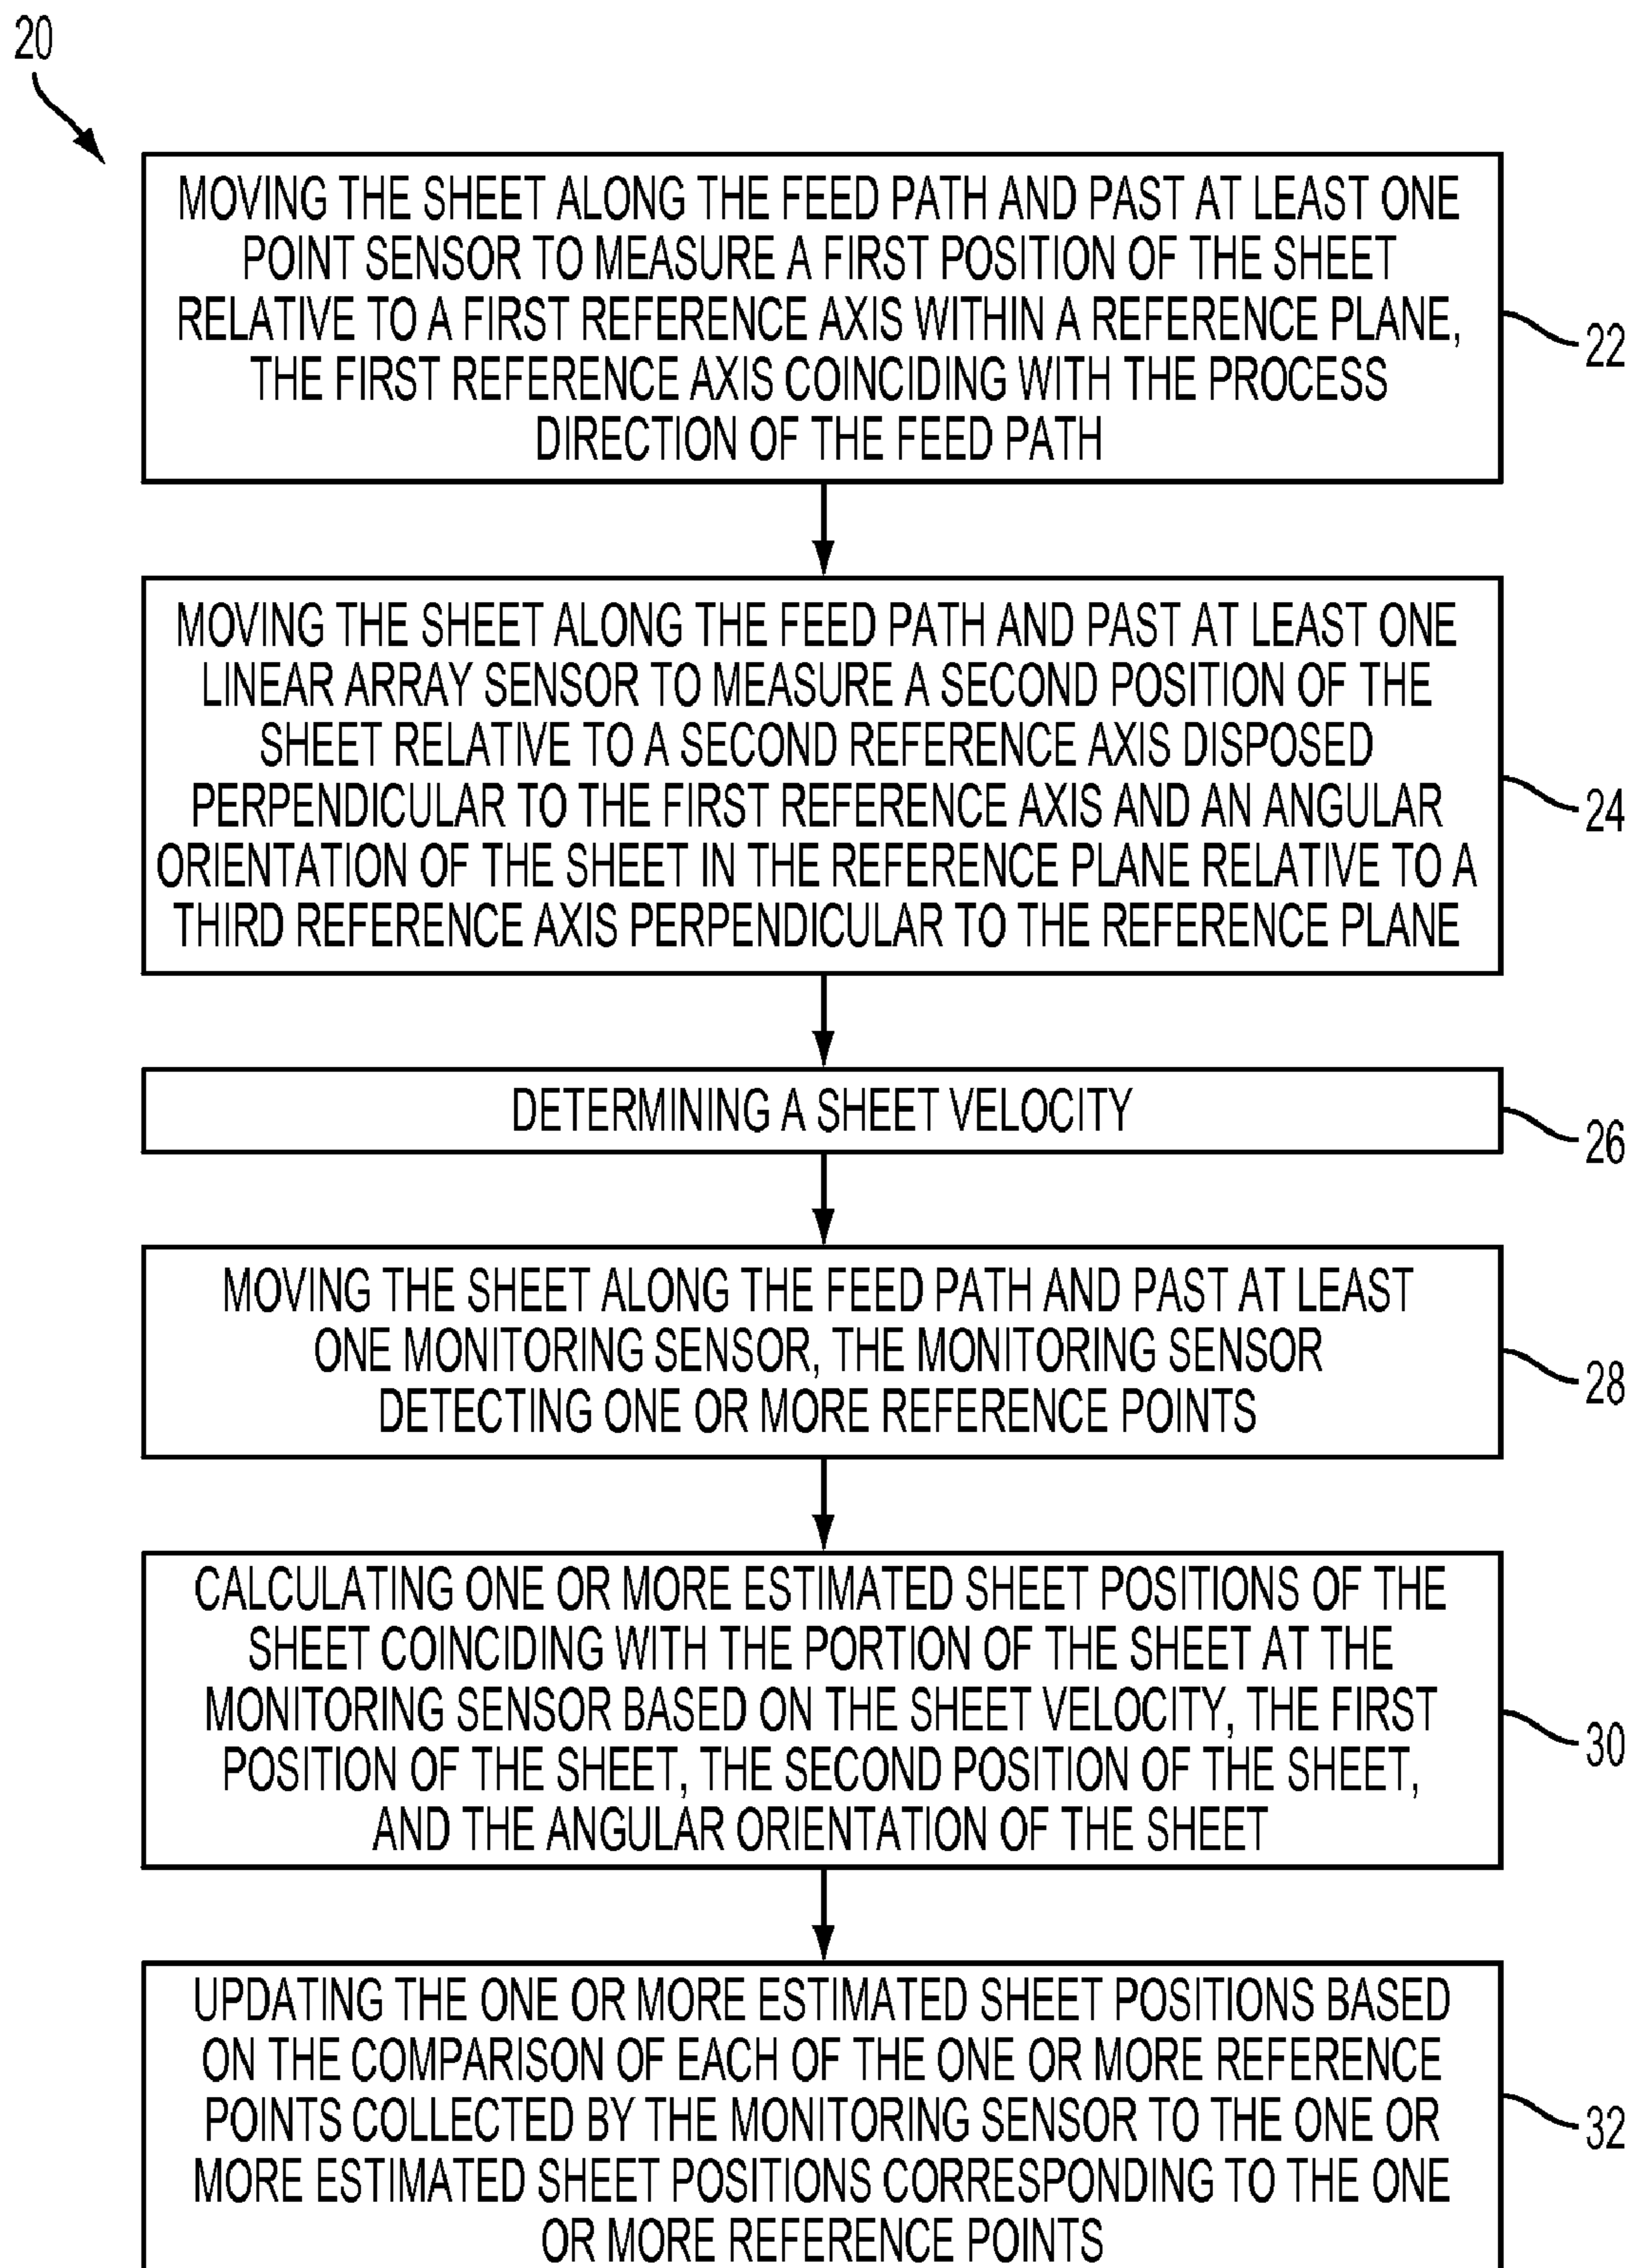 20
MOVING THE SHEET ALONG THE FEED PATH AND PAST AT LEAST ONE
POINT SENSOR TO MEASURE A FIRST POSITION OF THE SHEET
RELATIVE TO A FIRST REFERENCE AXIS WITHIN A REFERENCE PLANE,
THE FIRST REFERENCE AXIS COINCIDING WITH THE PROCESS
DIRECTION OF THE FEED PATH
22
MOVING THE SHEET ALONG THE FEED PATH AND PAST AT LEAST ONE
LINEAR ARRAY SENSOR TO MEASURE A SECOND POSITION OF THE
SHEET RELATIVE TO A SECOND REFERENCE AXIS DISPOSED
PERPENDICULAR TO THE FIRST REFERENCE AXIS AND AN ANGULAR
ORIENTATION OF THE SHEET IN THE REFERENCE PLANE RELATIVE TO A
THIRD REFERENCE AXIS PERPENDICULAR TO THE REFERENCE PLANE
24
DETERMINING A SHEET VELOCITY
26
MOVING THE SHEET ALONG THE FEED PATH AND PAST AT LEAST
ONE MONITORING SENSOR, THE MONITORING SENSOR
DETECTING ONE OR MORE REFERENCE POINTS
28
CALCULATING ONE OR MORE ESTIMATED SHEET POSITIONS OF THE
SHEET COINCIDING WITH THE PORTION OF THE SHEET AT THE
MONITORING SENSOR BASED ON THE SHEET VELOCITY, THE FIRST
POSITION OF THE SHEET, THE SECOND POSITION OF THE SHEET,
AND THE ANGULAR ORIENTATION OF THE SHEET
30
UPDATING THE ONE OR MORE ESTIMATED SHEET POSITIONS BASED
ON THE COMPARISON OF EACH OF THE ONE OR MORE REFERENCE
POINTS COLLECTED BY THE MONITORING SENSOR TO THE ONE OR
MORE ESTIMATED SHEET POSITIONS CORRESPONDING TO THE ONE
OR MORE REFERENCE POINTS
32